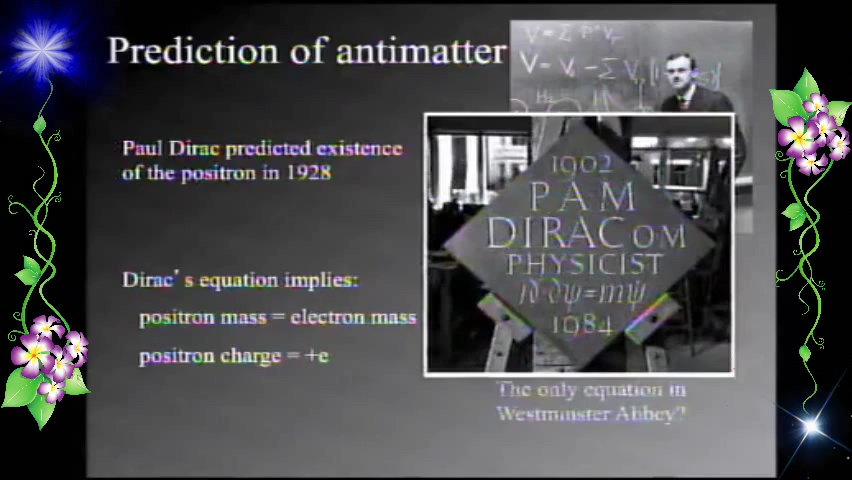 Prediction of antimatter
V = Σ
V = V₀ - Σ
Paul Dirac predicted existence
of the positron in 1928
1902
PAM
DIRAC OM
PHYSICIST
iγ·∂ψ=mψ
1984
Dirac's equation implies:
positron mass = electron mass
positron charge = +e
The only equation in
Westminster Abbey?